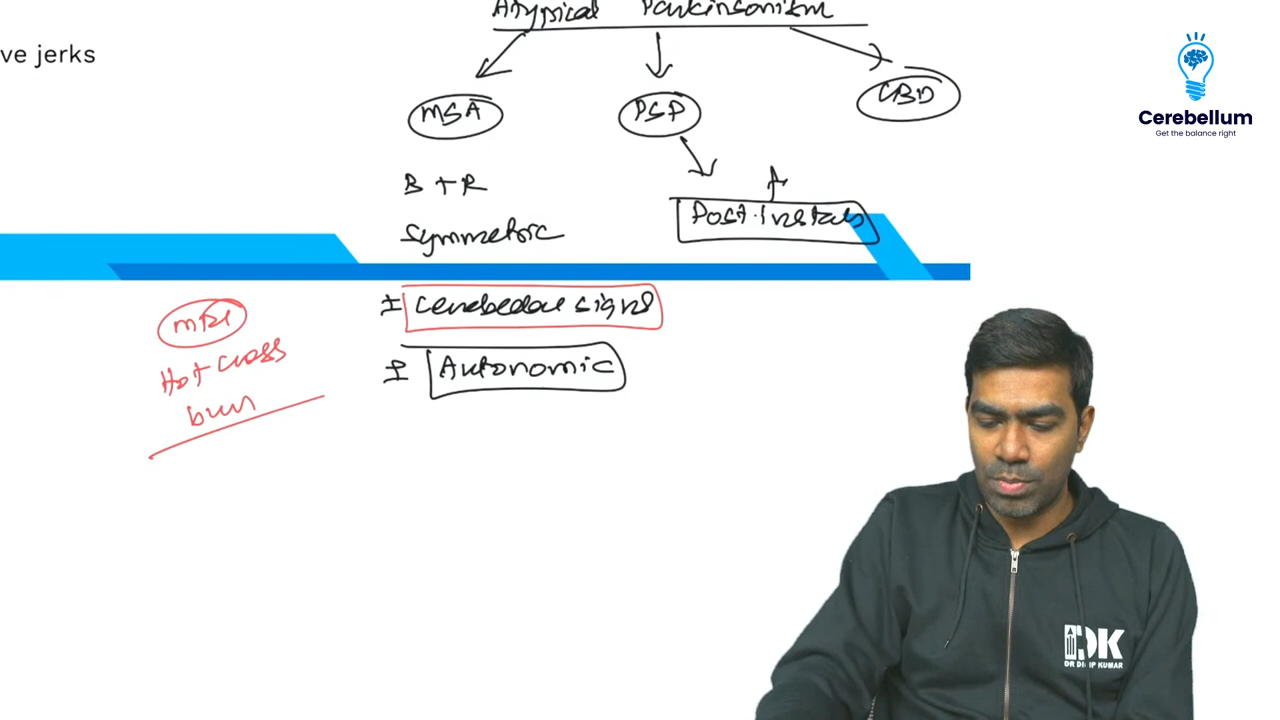 Atypical Parkinsonism
ve jerks
MSA
PSP
CBD
Cerebellum
Get the balance right
B + R
Post. instab
symmetric
± cerebellar signs
MRI
Hot cross
bun
± Autonomic
DK